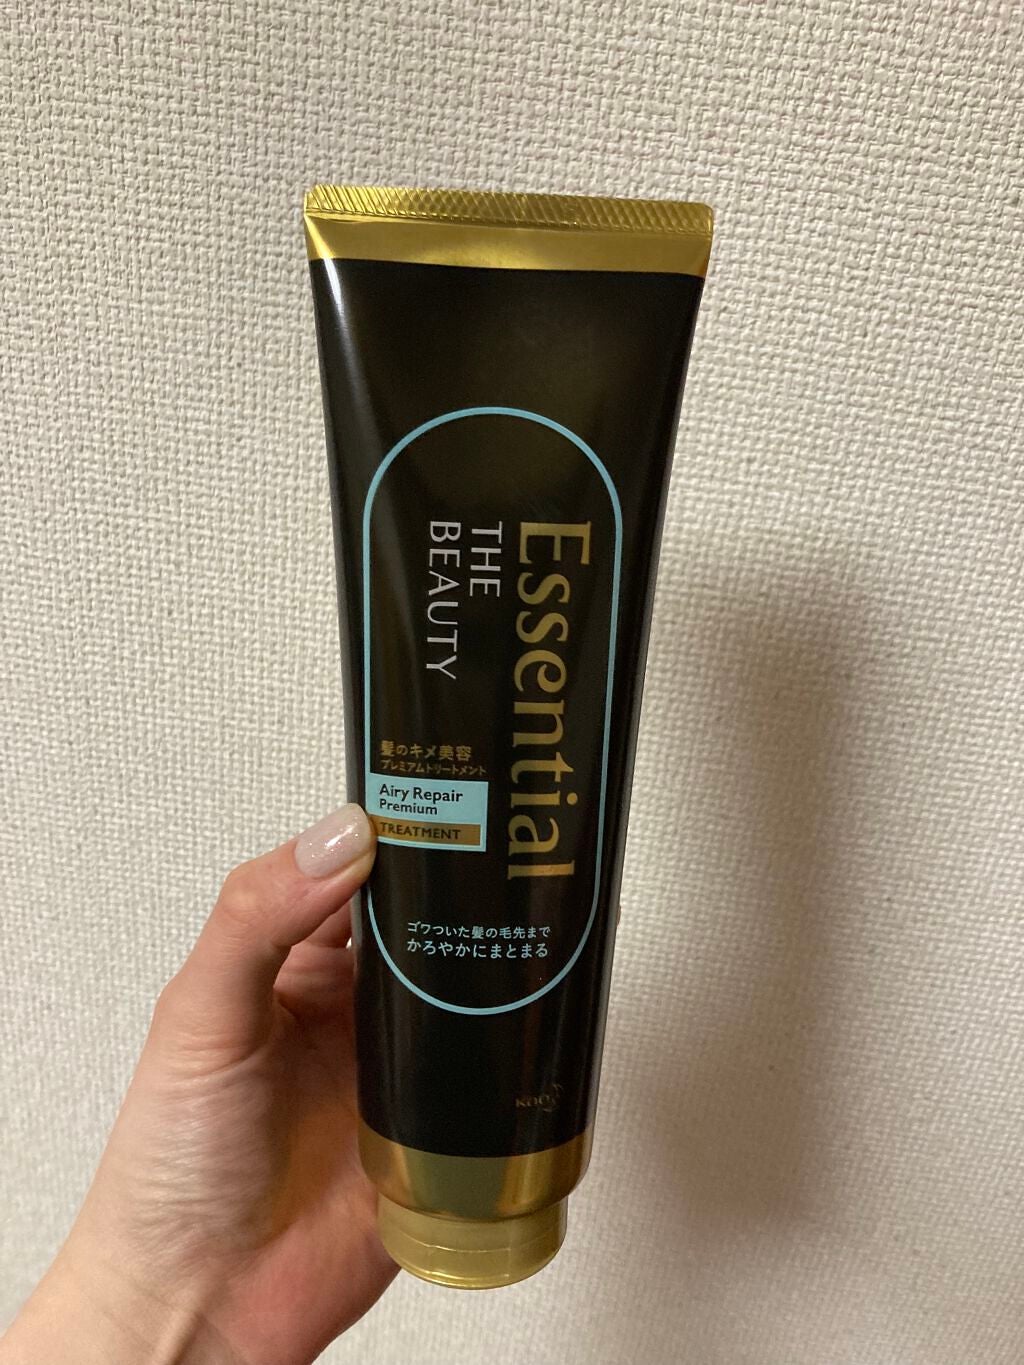 Essential
THE
BEAUTY
髪のキメ美容
プレミアムトリートメント
Airy Repair
Premium
TREATMENT
ゴワついた髪の毛先まで
かろやかにまとまる
Kao